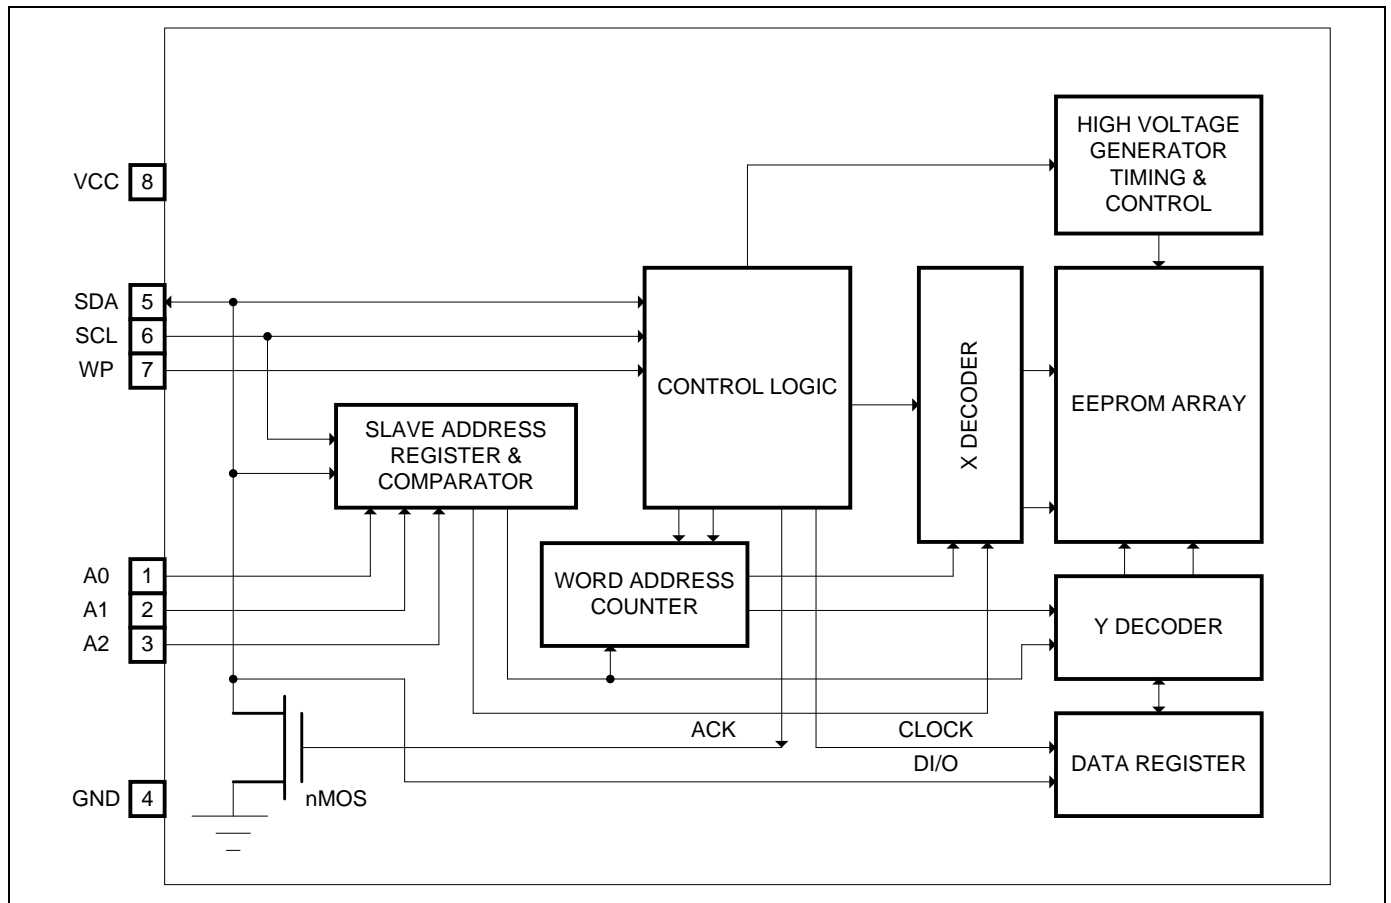 HIGH VOLTAGE
GENERATOR
TIMING &
CONTROL
VCC 8
SDA 5
SCL 6
WP 7
CONTROL LOGIC
X DECODER
EEPROM ARRAY
SLAVE ADDRESS
REGISTER &
COMPARATOR
A0 1
A1 2
A2 3
WORD ADDRESS
COUNTER
Y DECODER
ACK
CLOCK
DI/O
DATA REGISTER
GND 4
nMOS